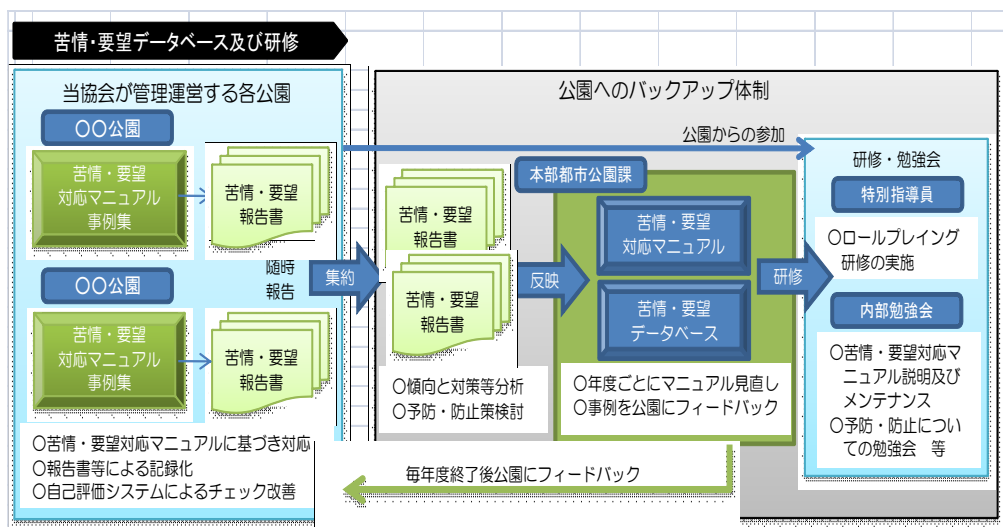 苦情・要望データベース及び研修
当協会が管理運営する各公園
〇〇公園
苦情・要望
対応マニュアル
事例集
苦情・要望
報告書
随時
報告
〇〇公園
苦情・要望
対応マニュアル
事例集
苦情・要望
報告書
〇苦情・要望対応マニュアルに基づき対応
〇報告書等による記録化
〇自己評価システムによるチェック改善
集約
公園へのバックアップ体制
公園からの参加
苦情・要望
報告書
苦情・要望
報告書
〇傾向と対策等分析
〇予防・防止策検討
反映
本部都市公園課
苦情・要望
対応マニュアル
苦情・要望
データベース
〇年度ごとにマニュアル見直し
〇事例を公園にフィードバック
研修
研修・勉強会
特別指導員
〇ロールプレイング
研修の実施
内部勉強会
〇苦情・要望対応マ
ニュアル説明及び
メンテナンス
〇予防・防止につい
ての勉強会　等
毎年度終了後公園にフィードバック